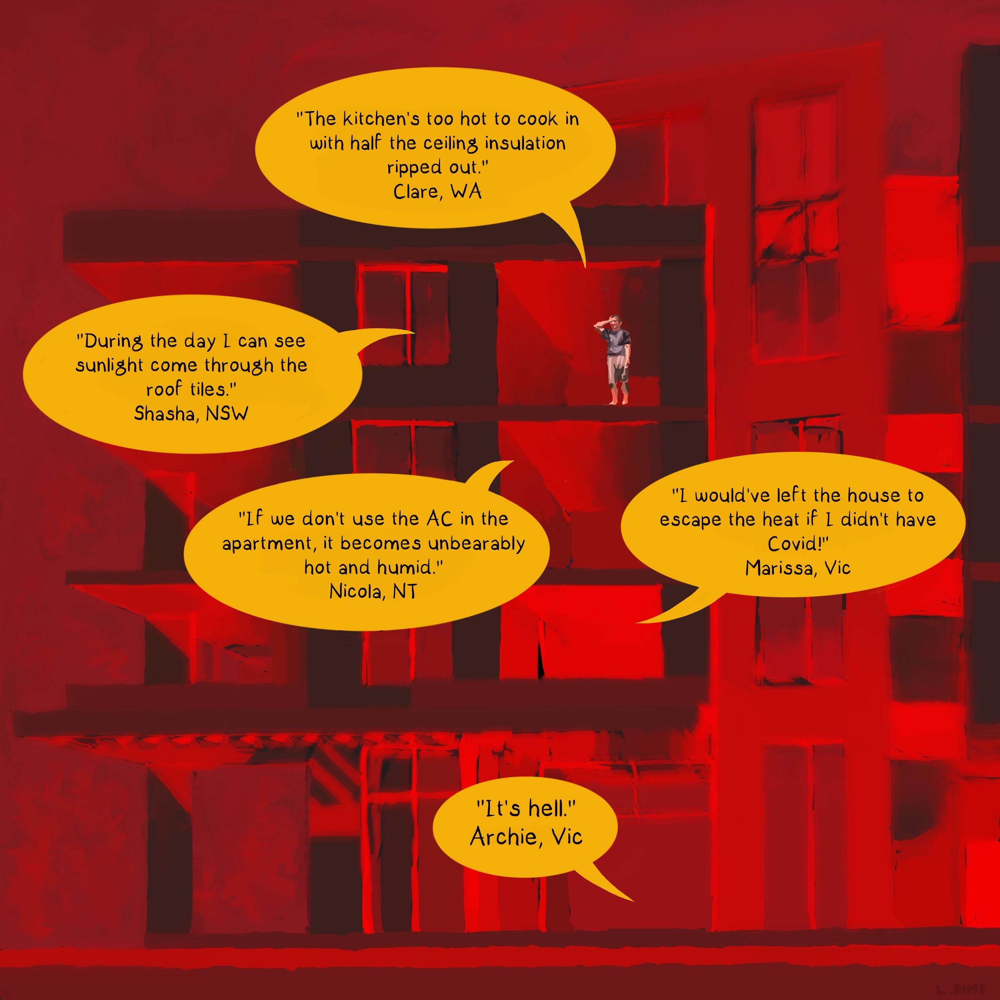 "The kitchen's too hot to cook in
with half the ceiling insulation
ripped out."
Clare, WA
"During the day I can see
sunlight come through the
roof tiles."
Shasha, NSW
"If we don't use the AC in the
apartment, it becomes unbearably
hot and humid."
Nicola, NT
"I would've left the house to
escape the heat if I didn't have
Covid!"
Marissa, Vic
"It's hell."
Archie, Vic
L.RIME